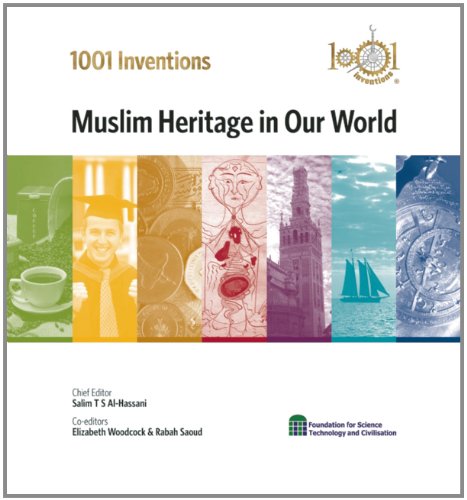 1001 Inventions
1001
inventions
®
Muslim Heritage in Our World
Chief Editor
Salim T S Al-Hassani
Co-editors
Elizabeth Woodcock & Rabah Saoud
Foundation for Science
Technology and Civilisation